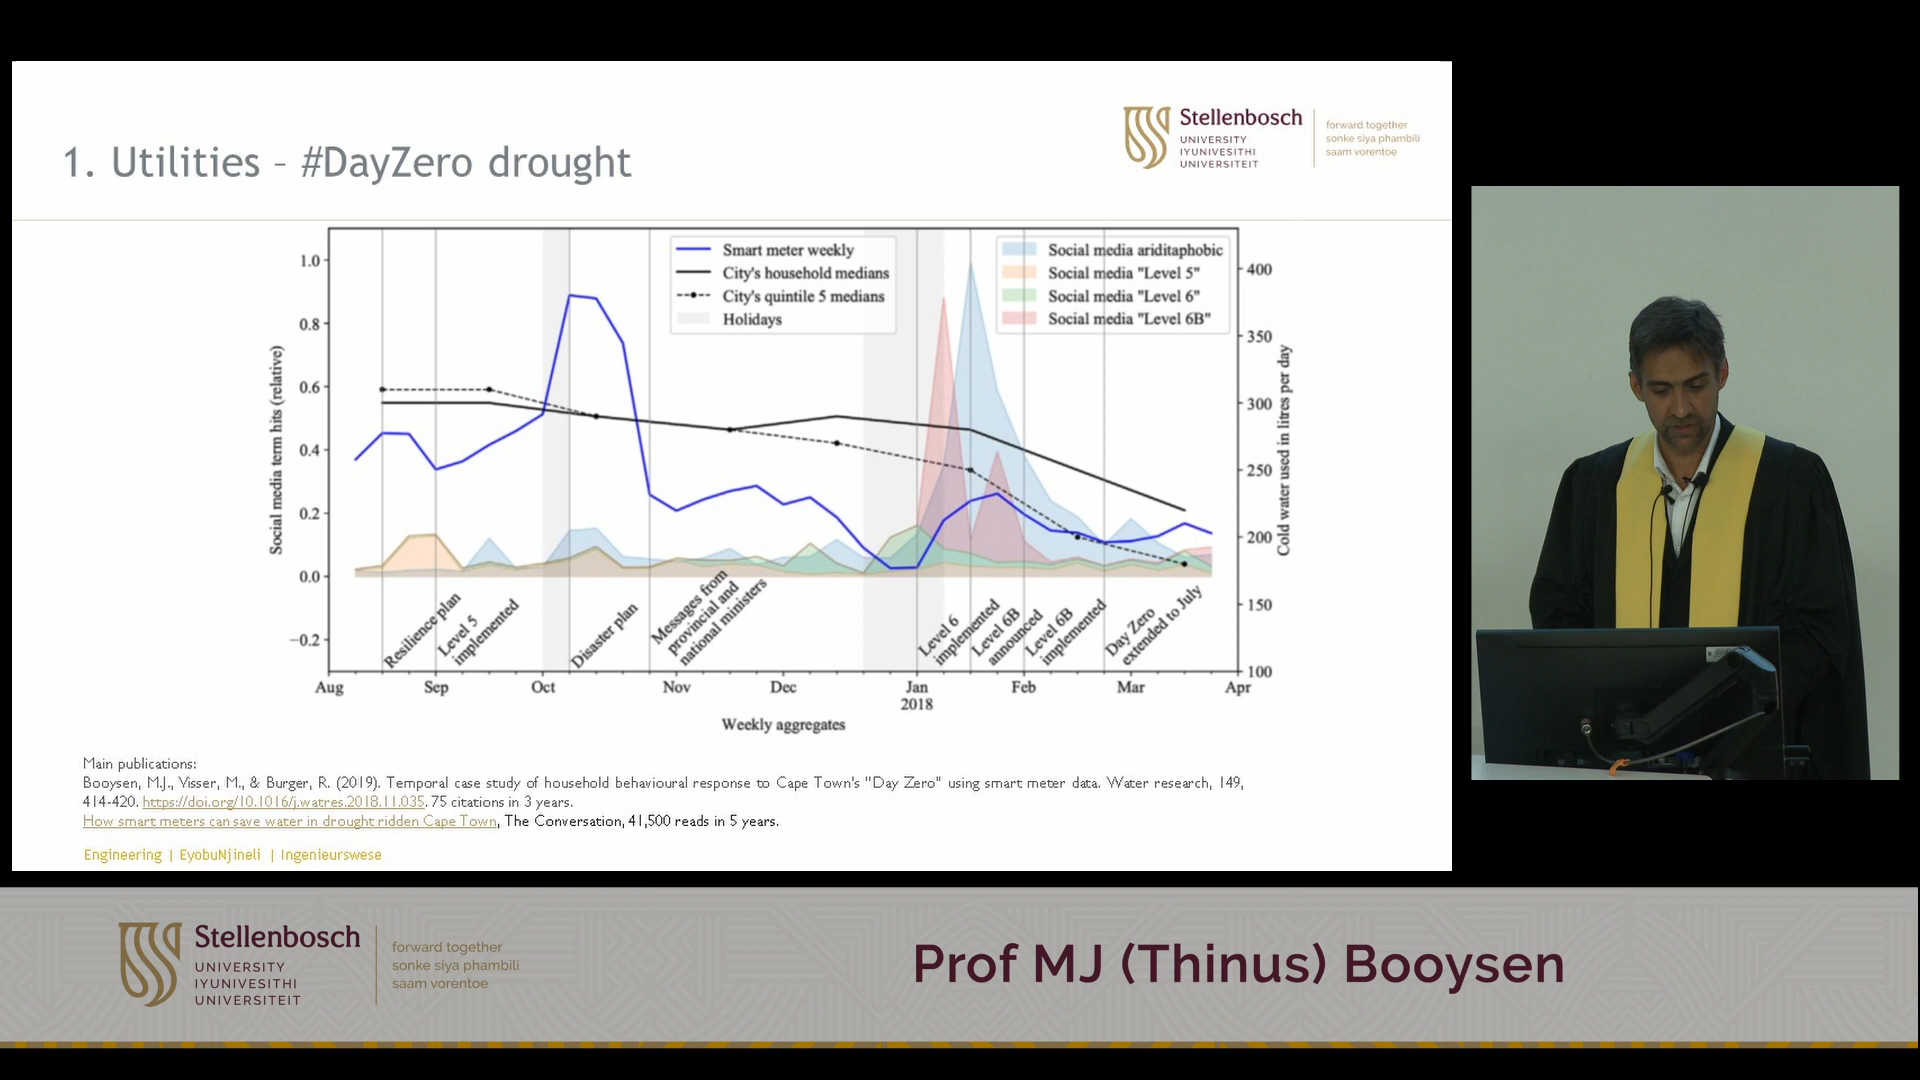 1. Utilities – #DayZero drought
Stellenbosch
UNIVERSITY
IYUNIVESITHI
UNIVERSITEIT
forward together
sonke siya phambili
saam vorentoe
Smart meter weekly
City's household medians
City's quintile 5 medians
Holidays
Social media ariditaphobic
Social media "Level 5"
Social media "Level 6"
Social media "Level 6B"
Social media term hits (relative)
1.0
0.8
0.6
0.4
0.2
0.0
−0.2
400
350
300
250
200
150
100
Cold water used in litres per day
Resilience plan
Level 5
implemented
Disaster plan
Messages from
provincial and
national ministers
Level 6
implemented
Level 6B
announced
Level 6B
implemented
Day Zero
extended to July
Aug Sep Oct Nov Dec Jan Feb Mar Apr
2018
Weekly aggregates
Main publications:
Booysen, M.J., Visser, M., & Burger, R. (2019). Temporal case study of household behavioural response to Cape Town's "Day Zero" using smart meter data. Water research, 149,
414-420. https://doi.org/10.1016/j.watres.2018.11.035. 75 citations in 3 years.
How smart meters can save water in drought ridden Cape Town, The Conversation, 41,500 reads in 5 years.
Engineering | EyobuNjineli | Ingenieurswese
Stellenbosch
UNIVERSITY
IYUNIVESITHI
UNIVERSITEIT
forward together
sonke siya phambili
saam vorentoe
Prof MJ (Thinus) Booysen